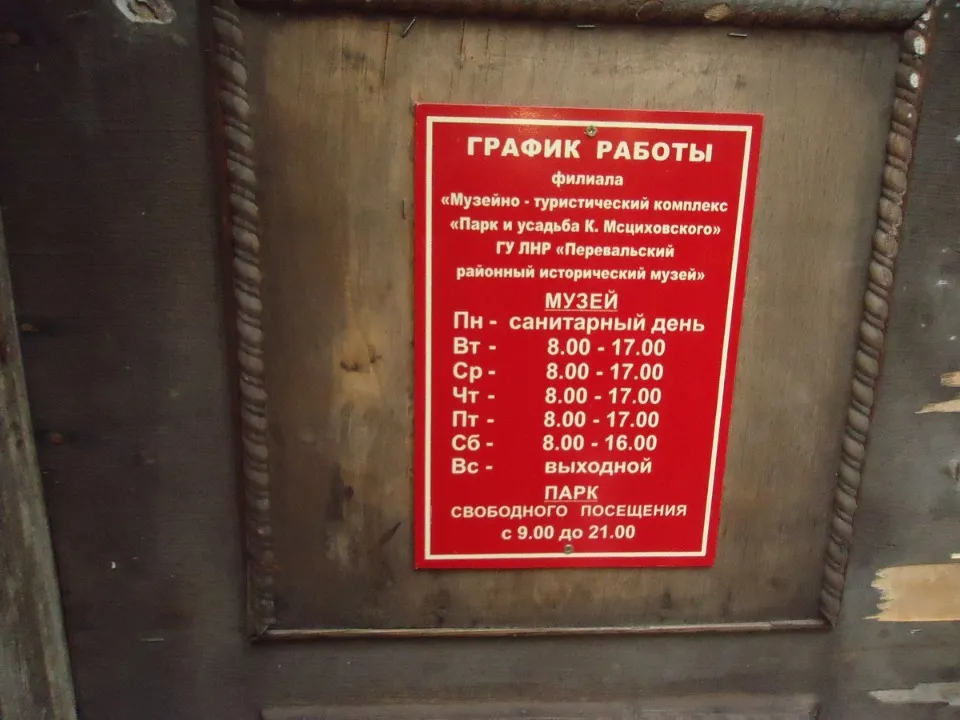 ГРАФИК РАБОТЫ
филиала
«Музейно - туристический комплекс
«Парк и усадьба К. Мсциховского»
ГУ ЛНР «Перевальский
районный исторический музей»
МУЗЕЙ
Пн - санитарный день
Вт - 8.00 - 17.00
Ср - 8.00 - 17.00
Чт - 8.00 - 17.00
Пт - 8.00 - 17.00
Сб - 8.00 - 16.00
Вс - выходной
ПАРК
СВОБОДНОГО ПОСЕЩЕНИЯ
с 9.00 до 21.00